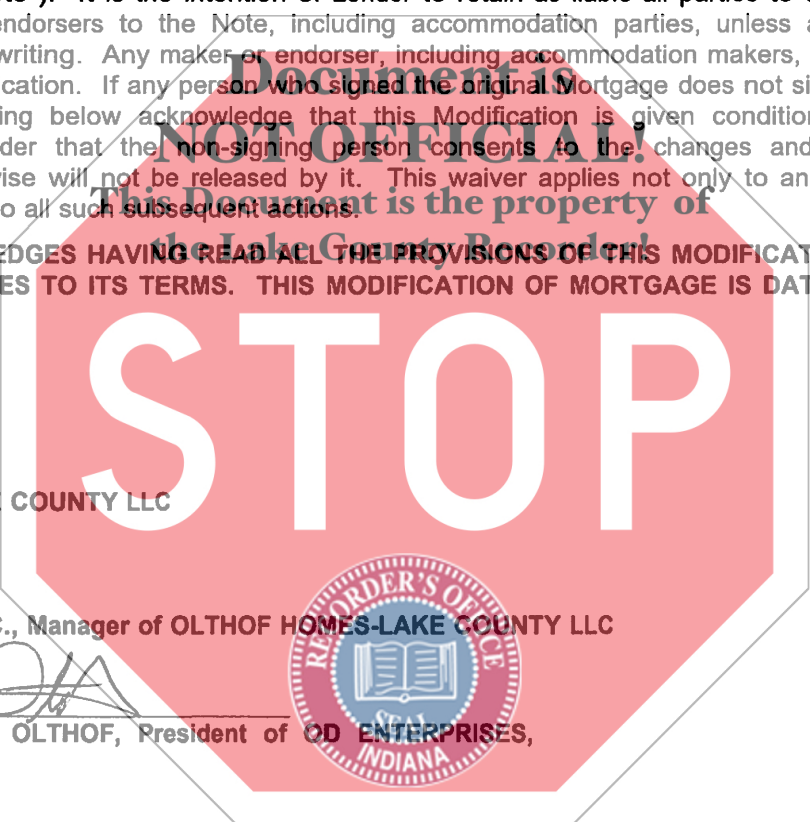 ). It is the intention of Lender to retain as liable all parties to
endorsers to the Note, including accommodation parties, unless a
writing. Any maker or endorser, including accommodation makers,
ication. If any person who signed the original Mortgage does not si
ing below acknowledge that this Modification is given condition
der that the non-signing person consents to the changes and
ise will not be released by it. This waiver applies not only to an
o all such subsequent actions.
Document is
NOT OFFICIAL!
This Document is the property of
the Lake County Recorder!
EDGES HAVING READ ALL THE PROVISIONS OF THIS MODIFICAT
ES TO ITS TERMS. THIS MODIFICATION OF MORTGAGE IS DAT
STOP
COUNTY LLC
C., Manager of OLTHOF HOMES-LAKE COUNTY LLC
OLTHOF, President of OD ENTERPRISES,
RECORDER'S OFFICE
SEAL
INDIANA